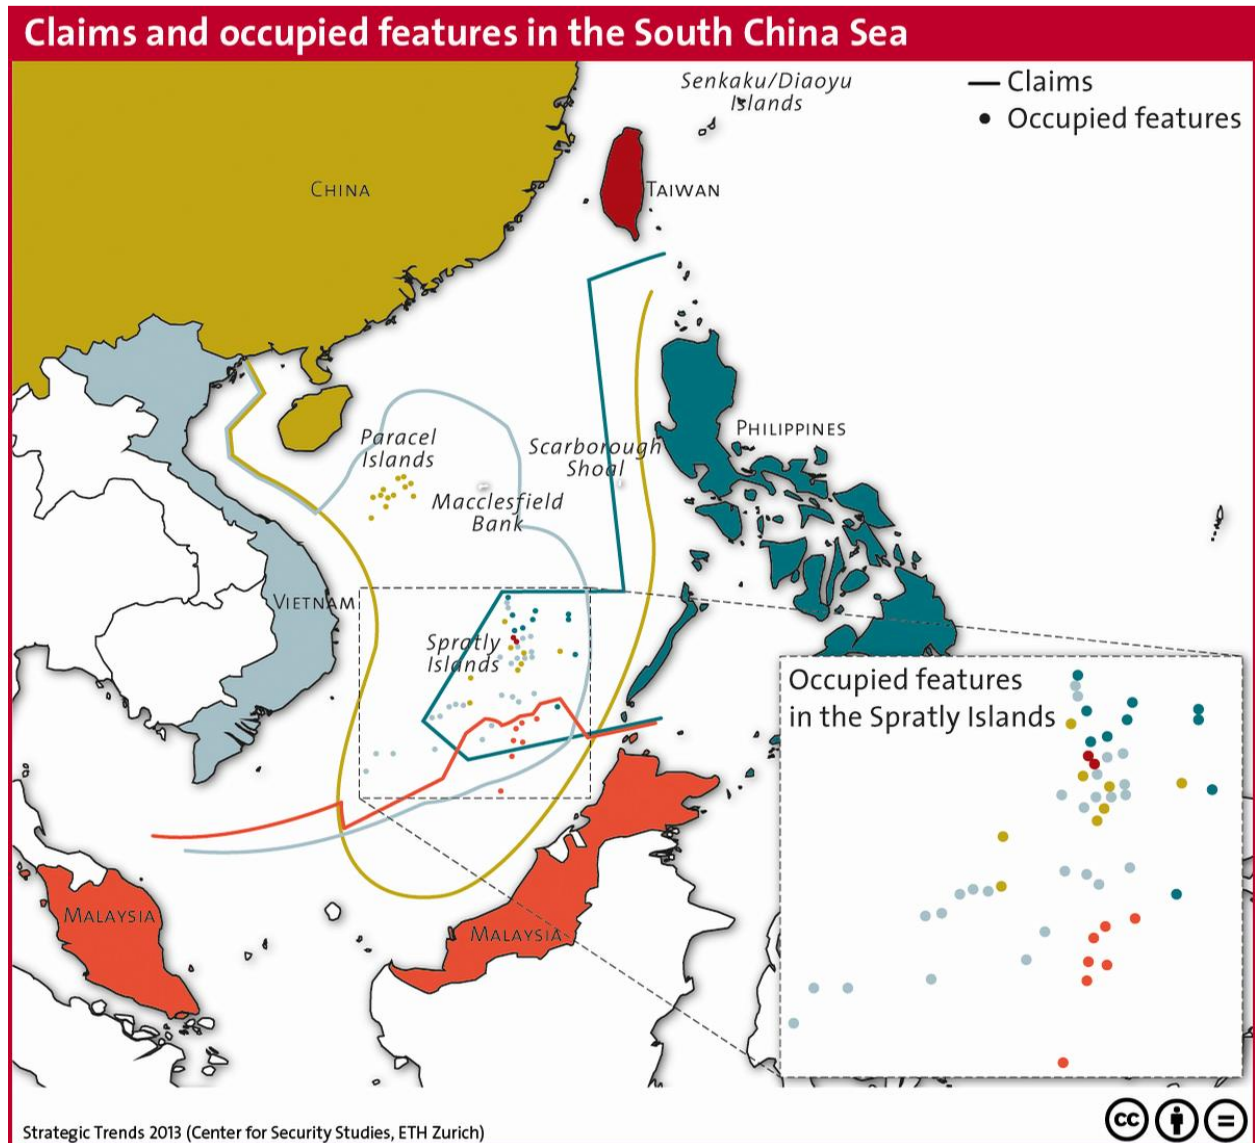 Claims and occupied features in the South China Sea
Senkaku/Diaoyu
Islands
Claims
Occupied features
CHINA
TAIWAN
Paracel
Islands
Scarborough
Shoal
PHILIPPINES
Macclesfield
Bank
VIETNAM
Spratly
Islands
Occupied features
in the Spratly Islands
MALAYSIA
MALAYSIA
Strategic Trends 2013 (Center for Security Studies, ETH Zurich)
cc